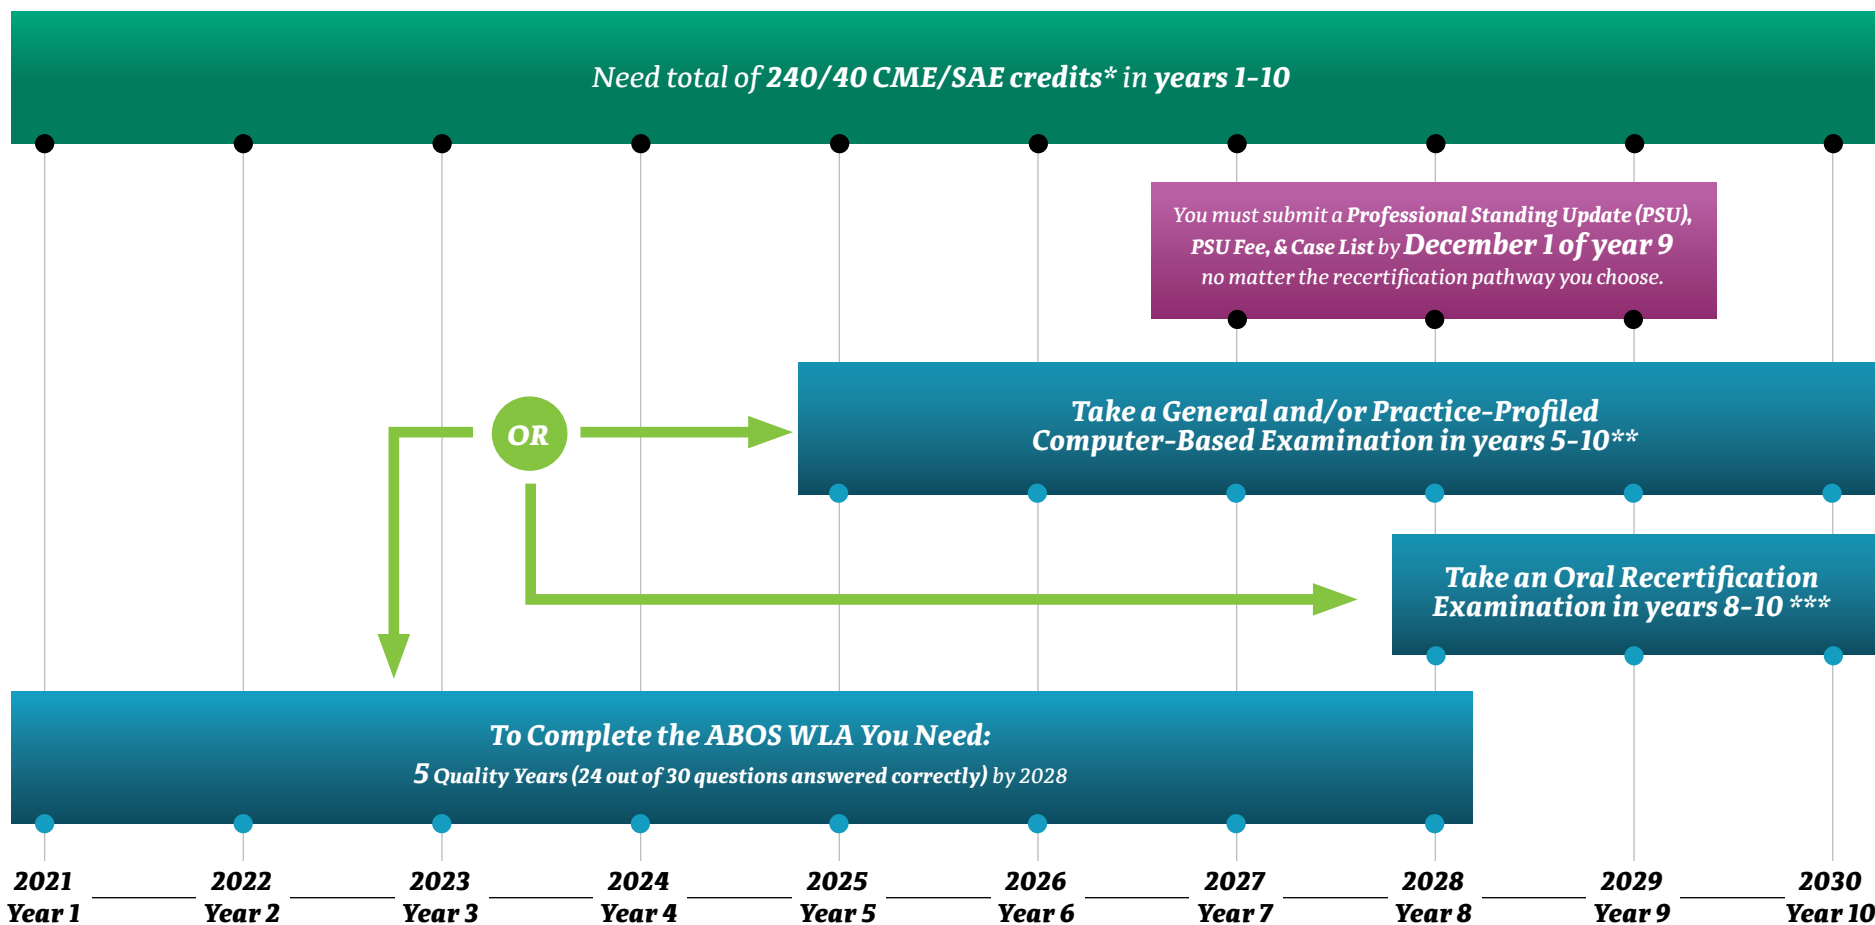 Need total of 240/40 CME/SAE credits* in years 1-10
You must submit a Professional Standing Update (PSU),
PSU Fee, & Case List by December 1 of year 9
no matter the recertification pathway you choose.
OR
Take a General and/or Practice-Profiled
Computer-Based Examination in years 5-10**
Take an Oral Recertification
Examination in years 8-10 ***
To Complete the ABOS WLA You Need:
5 Quality Years (24 out of 30 questions answered correctly) by 2028
2021 2022 2023 2024 2025 2026 2027 2028 2029 2030
Year 1 Year 2 Year 3 Year 4 Year 5 Year 6 Year 7 Year 8 Year 9 Year 10